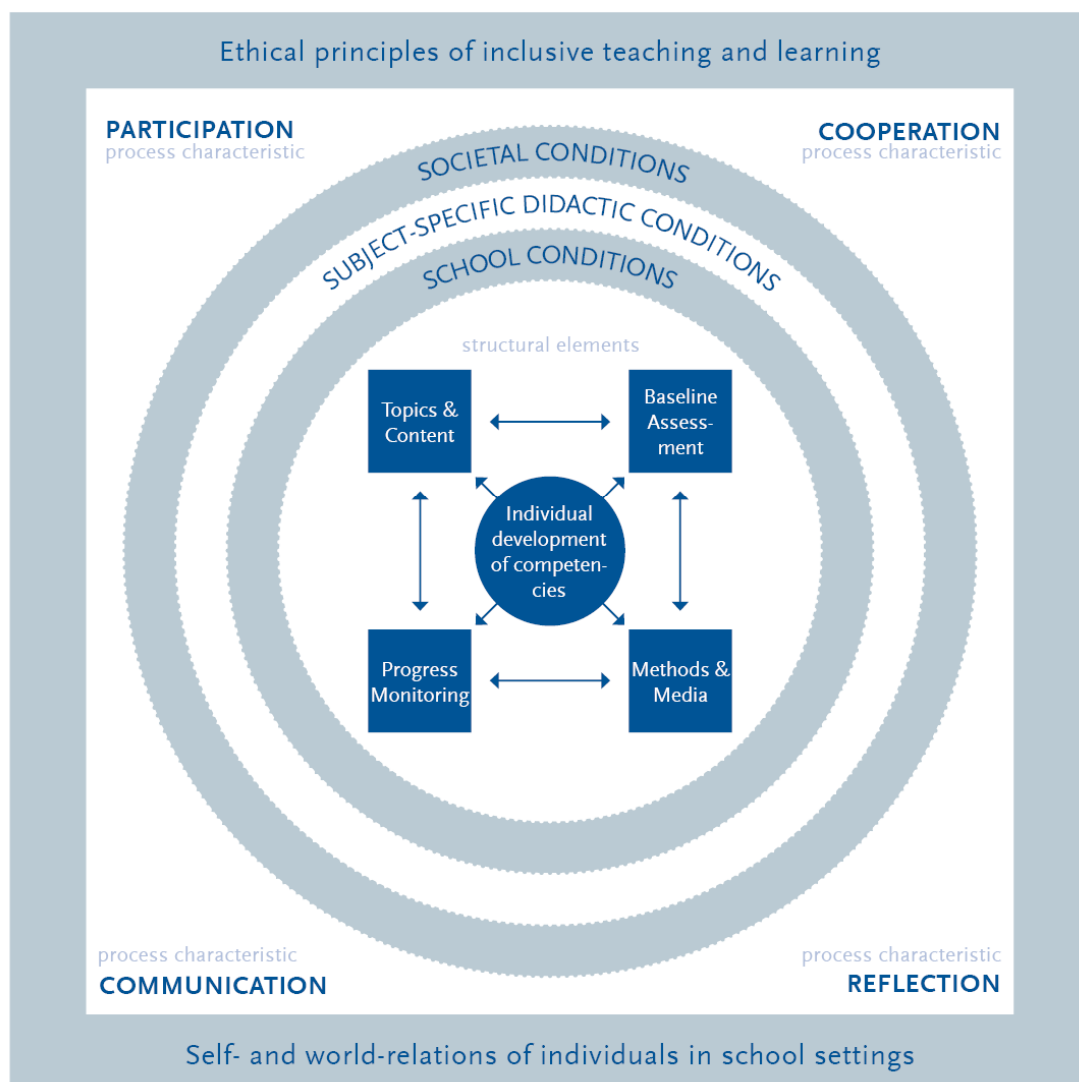 Ethical principles of inclusive teaching and learning
PARTICIPATION
process characteristic
COOPERATION
process characteristic
SOCIETAL CONDITIONS
SUBJECT-SPECIFIC DIDACTIC CONDITIONS
SCHOOL CONDITIONS
structural elements
Topics &
Content
Baseline
Assess-
ment
Individual
development
of competen-
cies
Progress
Monitoring
Methods &
Media
process characteristic
COMMUNICATION
process characteristic
REFLECTION
Self- and world-relations of individuals in school settings